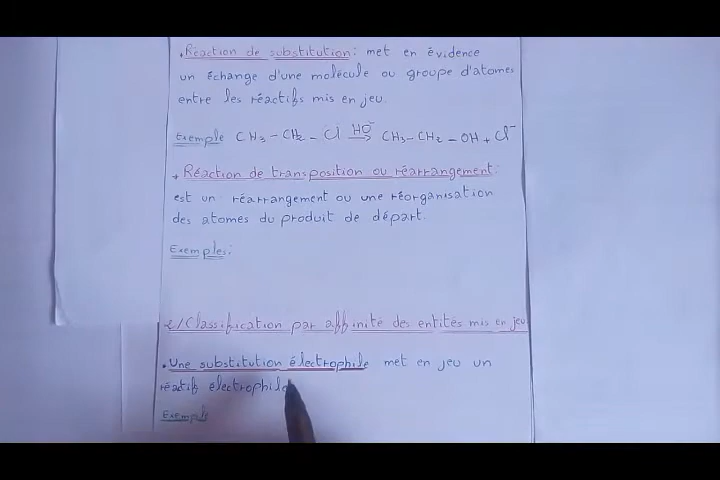 . Réaction de substitution : met en évidence
un échange d'une molécule ou groupe d'atomes
entre les réactifs mis en jeu.
Exemple CH3 - CH2 - Cl HO⁻→ CH3 - CH2 - OH + Cl⁻
+ Réaction de transposition ou réarrangement :
est un réarrangement ou une réorganisation
des atomes du produit de départ.
Exemples :
2/Classification par affinité des entités mis en jeu
. Une substitution électrophile met en jeu un
réactif électrophile
Exemple